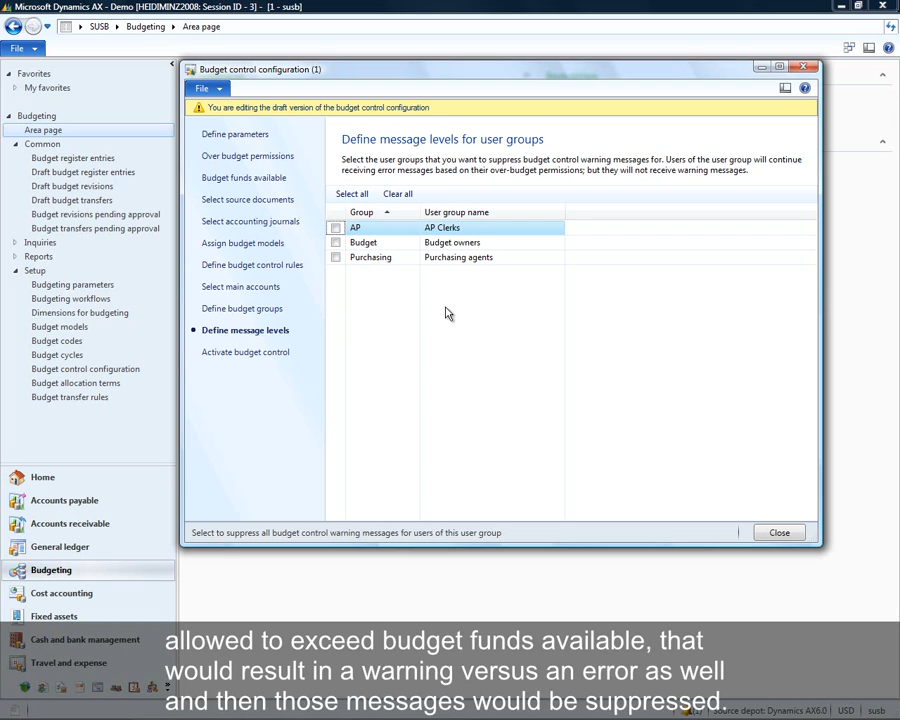 Microsoft Dynamics AX - Demo [HEIDIMINZ2008: Session ID - 3] - [1 - susb]
SUSB
Budgeting
Area page
File
Favorites
My favorites
Budgeting
Area page
Common
Budget register entries
Draft budget register entries
Draft budget revisions
Draft budget transfers
Budget revisions pending approval
Budget transfers pending approval
Inquiries
Reports
Setup
Budgeting parameters
Budgeting workflows
Dimensions for budgeting
Budget models
Budget codes
Budget cycles
Budget control configuration
Budget allocation terms
Budget transfer rules
Home
Accounts payable
Accounts receivable
General ledger
Budgeting
Cost accounting
Fixed assets
Cash and bank management
Travel and expense
Budget control configuration (1)
File
You are editing the draft version of the budget control configuration
Define parameters
Over budget permissions
Budget funds available
Select source documents
Select accounting journals
Assign budget models
Define budget control rules
Select main accounts
Define budget groups
Define message levels
Activate budget control
Define message levels for user groups
Select the user groups that you want to suppress budget control warning messages for. Users of the user group will continue
receiving error messages based on their over-budget permissions; but they will not receive warning messages.
Select all Clear all
Group User group name
AP AP Clerks
Budget Budget owners
Purchasing Purchasing agents
Select to suppress all budget control warning messages for users of this user group
Close
allowed to exceed budget funds available, that
would result in a warning versus an error as well
and then those messages would be suppressed.
Source depot: Dynamics AX6.0 USD susb